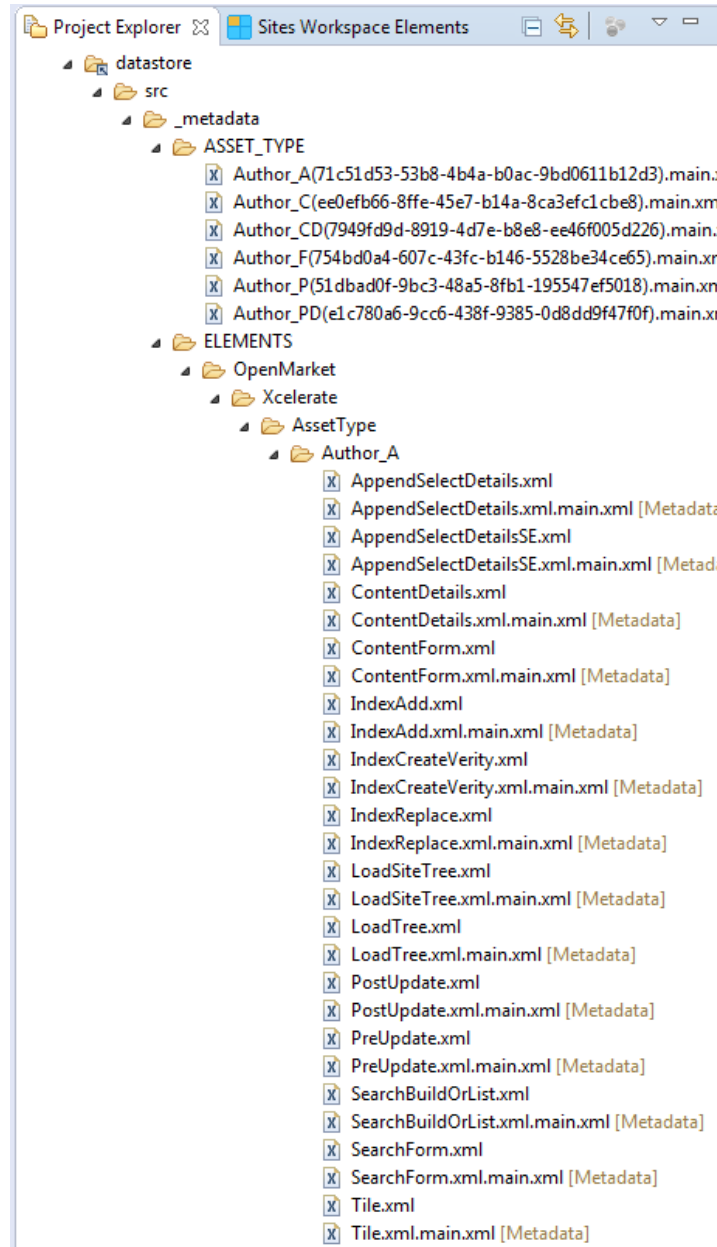 Project Explorer Sites Workspace Elements
datastore
src
_metadata
ASSET_TYPE
Author_A(71c51d53-53b8-4b4a-b0ac-9bd0611b12d3).main.
Author_C(ee0efb66-8ffe-45e7-b14a-8ca3efc1cbe8).main.xm
Author_CD(7949fd9d-8919-4d7e-b8e8-ee46f005d226).main.
Author_F(754bd0a4-607c-43fc-b146-5528be34ce65).main.xr
Author_P(51dbad0f-9bc3-48a5-8fb1-195547ef5018).main.xn
Author_PD(e1c780a6-9cc6-438f-9385-0d8dd9f47f0f).main.xr
ELEMENTS
OpenMarket
Xcelerate
AssetType
Author_A
AppendSelectDetails.xml
AppendSelectDetails.xml.main.xml [Metadata
AppendSelectDetailsSE.xml
AppendSelectDetailsSE.xml.main.xml [Metada
ContentDetails.xml
ContentDetails.xml.main.xml [Metadata]
ContentForm.xml
ContentForm.xml.main.xml [Metadata]
IndexAdd.xml
IndexAdd.xml.main.xml [Metadata]
IndexCreateVerity.xml
IndexCreateVerity.xml.main.xml [Metadata]
IndexReplace.xml
IndexReplace.xml.main.xml [Metadata]
LoadSiteTree.xml
LoadSiteTree.xml.main.xml [Metadata]
LoadTree.xml
LoadTree.xml.main.xml [Metadata]
PostUpdate.xml
PostUpdate.xml.main.xml [Metadata]
PreUpdate.xml
PreUpdate.xml.main.xml [Metadata]
SearchBuildOrList.xml
SearchBuildOrList.xml.main.xml [Metadata]
SearchForm.xml
SearchForm.xml.main.xml [Metadata]
Tile.xml
Tile.xml.main.xml [Metadata]